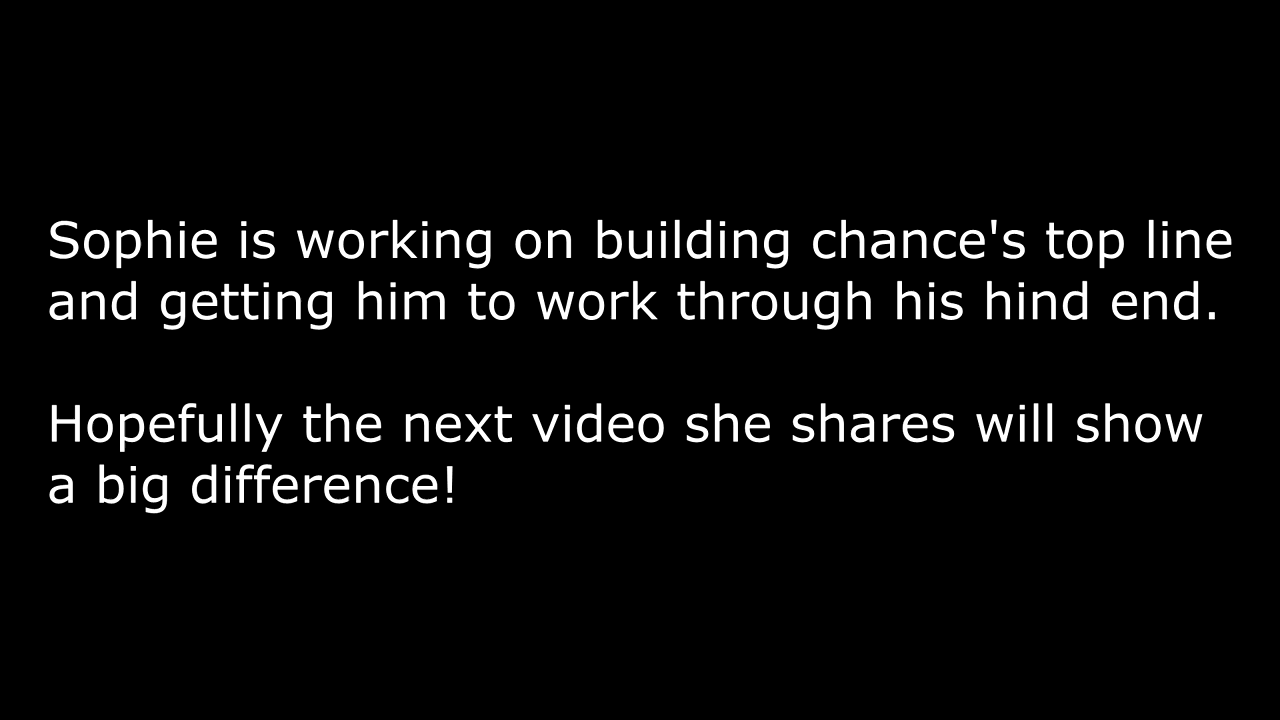 Sophie is working on building chance's top line
and getting him to work through his hind end.
Hopefully the next video she shares will show
a big difference!